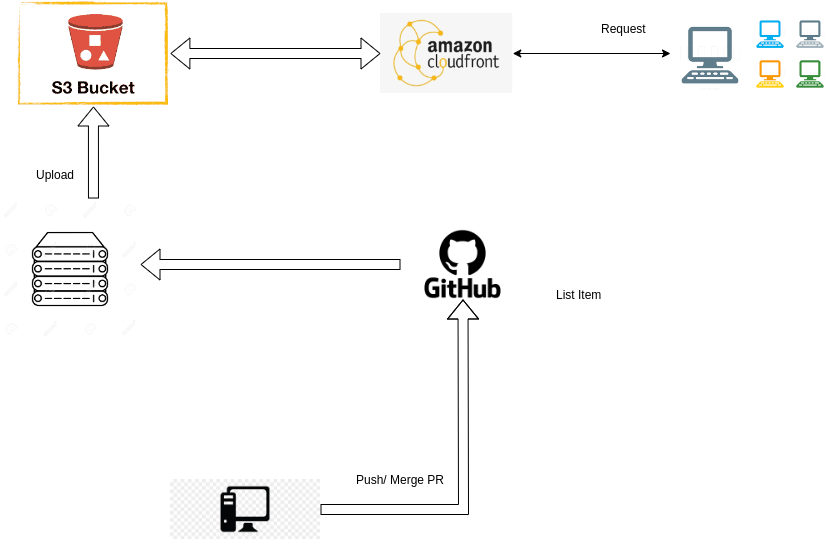 Request
amazon
cloudfront
S3 Bucket
Upload
GitHub
List Item
Push/ Merge PR